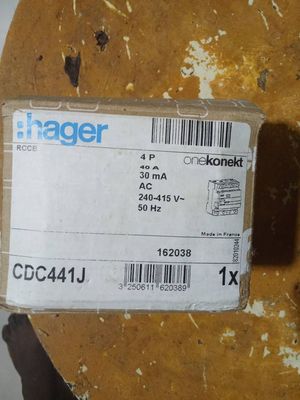 :hager
RCCB
4 P
40 A
30 mA
AC
240-415 V~
50 Hz
onekonekt
Made in France
162038
CDC441J
3 250611 620389
1x